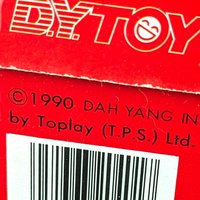 D.Y.TOY
©1990 DAH YANG IN
by Toplay (T.P.S.) Ltd.